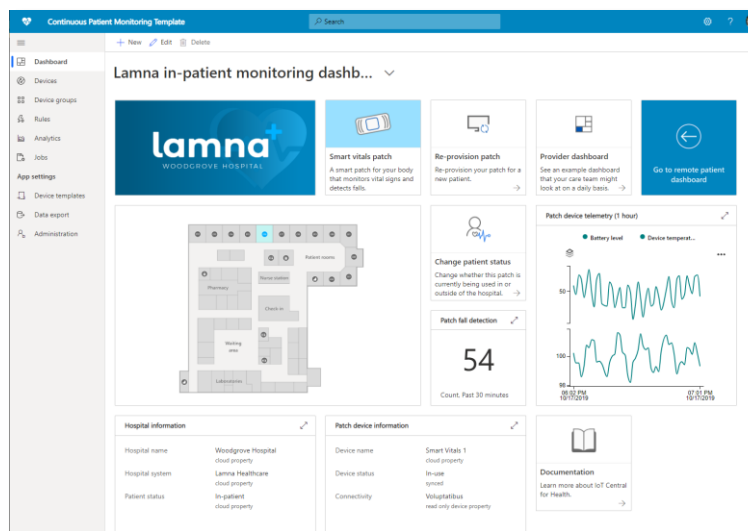 Continuous Patient Monitoring Template
Search
?
New
Edit
Delete
Dashboard
Devices
Device groups
Rules
Analytics
Jobs
App settings
Device templates
Data export
Administration
Lamna in-patient monitoring dashb...
lamna
WOODGROVE HOSPITAL
Smart vitals patch
A smart patch for your body
that monitors vital signs and
detects falls.
Re-provision patch
Re-provision your patch for a
new patient.
Provider dashboard
See an example dashboard
that your care team might
look at on a daily basis.
Go to remote patient
dashboard
Patient rooms
Nurse station
Pharmacy
Check-in
Working
area
Laboratories
Change patient status
Change whether this patch is
currently being used in or
outside of the hospital.
Patch fall detection
54
Count, Past 30 minutes
Patch device telemetry (1 hour)
Battery level
Device temperat...
50
100
90
06:02 PM
10/17/2019
07:01 PM
10/17/2019
Hospital information
Hospital name
Woodgrove Hospital
cloud property
Hospital system
Lamna Healthcare
cloud property
Patient status
In-patient
cloud property
Patch device information
Device name
Smart Vitals 1
cloud property
Device status
In-use
synced
Connectivity
Voluptatibus
read only device property
Documentation
Learn more about IoT Central
for Health.